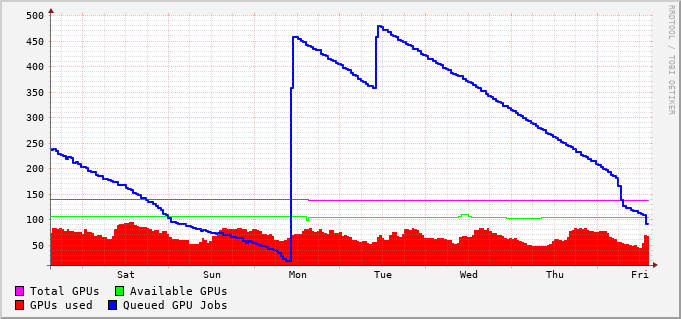 500
450
400
350
300
250
200
150
100
50
Sat Sun Mon Tue Wed Thu Fri
Total GPUs Available GPUs
GPUs used Queued GPU Jobs
RRDTOOL / TOBI OETIKER